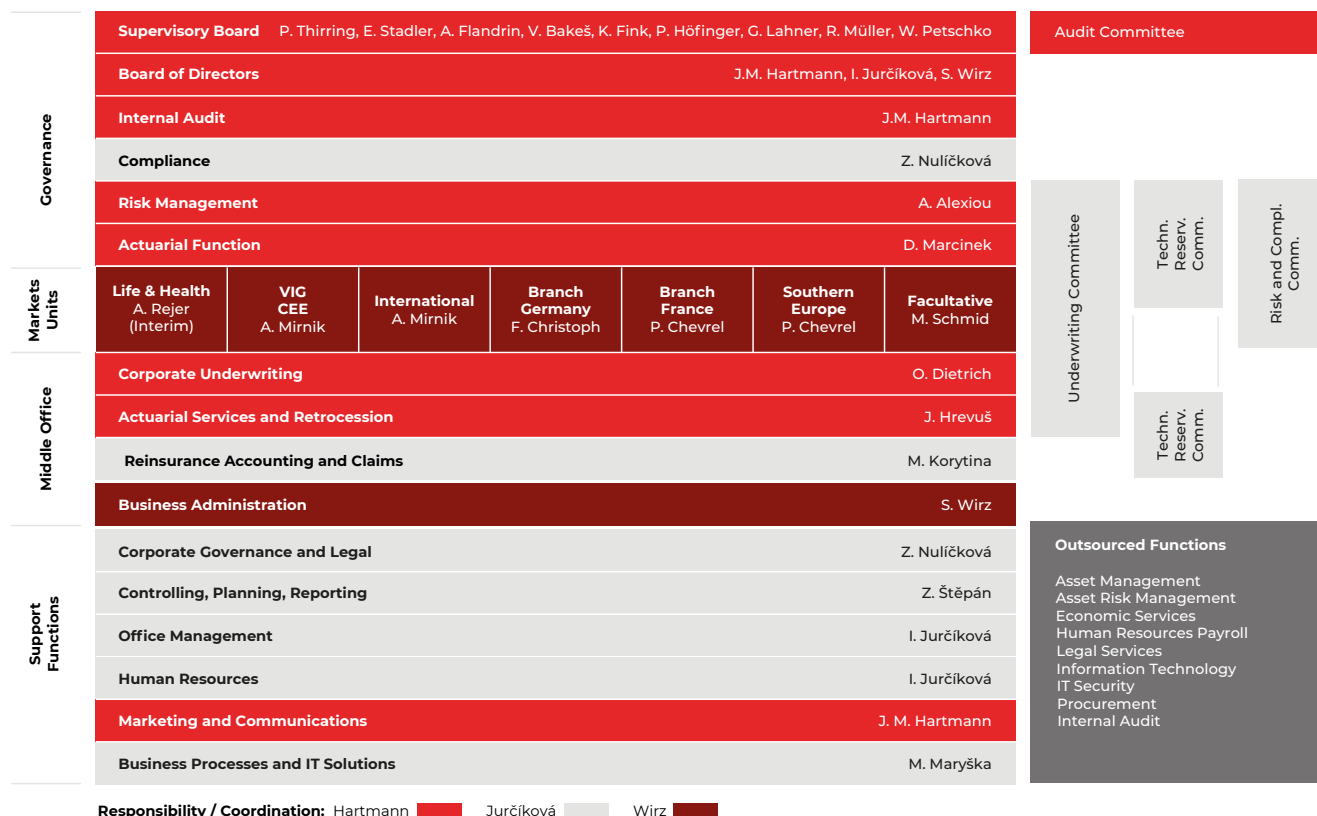 Governance
Supervisory Board P. Thirring, E. Stadler, A. Flandrin, V. Bakeš, K. Fink, P. Höfinger, G. Lahner, R. Müller, W. Petschko
Board of Directors J.M. Hartmann, I. Jurčíková, S. Wirz
Internal Audit J.M. Hartmann
Compliance Z. Nulíčková
Risk Management A. Alexiou
Actuarial Function D. Marcinek
Markets
Units
Life & Health
A. Rejer
(Interim)
VIG
CEE
A. Mirnik
International
A. Mirnik
Branch
Germany
F. Christoph
Branch
France
P. Chevrel
Southern
Europe
P. Chevrel
Facultative
M. Schmid
Middle Office
Corporate Underwriting O. Dietrich
Actuarial Services and Retrocession J. Hrevuš
Reinsurance Accounting and Claims M. Korytina
Business Administration S. Wirz
Support
Functions
Corporate Governance and Legal Z. Nulíčková
Controlling, Planning, Reporting Z. Štěpán
Office Management I. Jurčíková
Human Resources I. Jurčíková
Marketing and Communications J. M. Hartmann
Business Processes and IT Solutions M. Maryška
Audit Committee
Underwriting Committee
Techn.
Reserv.
Comm.
Risk and Compl.
Comm.
Techn.
Reserv.
Comm.
Outsourced Functions
Asset Management
Asset Risk Management
Economic Services
Human Resources Payroll
Legal Services
Information Technology
IT Security
Procurement
Internal Audit
Responsibility / Coordination: Hartmann Jurčíková Wirz